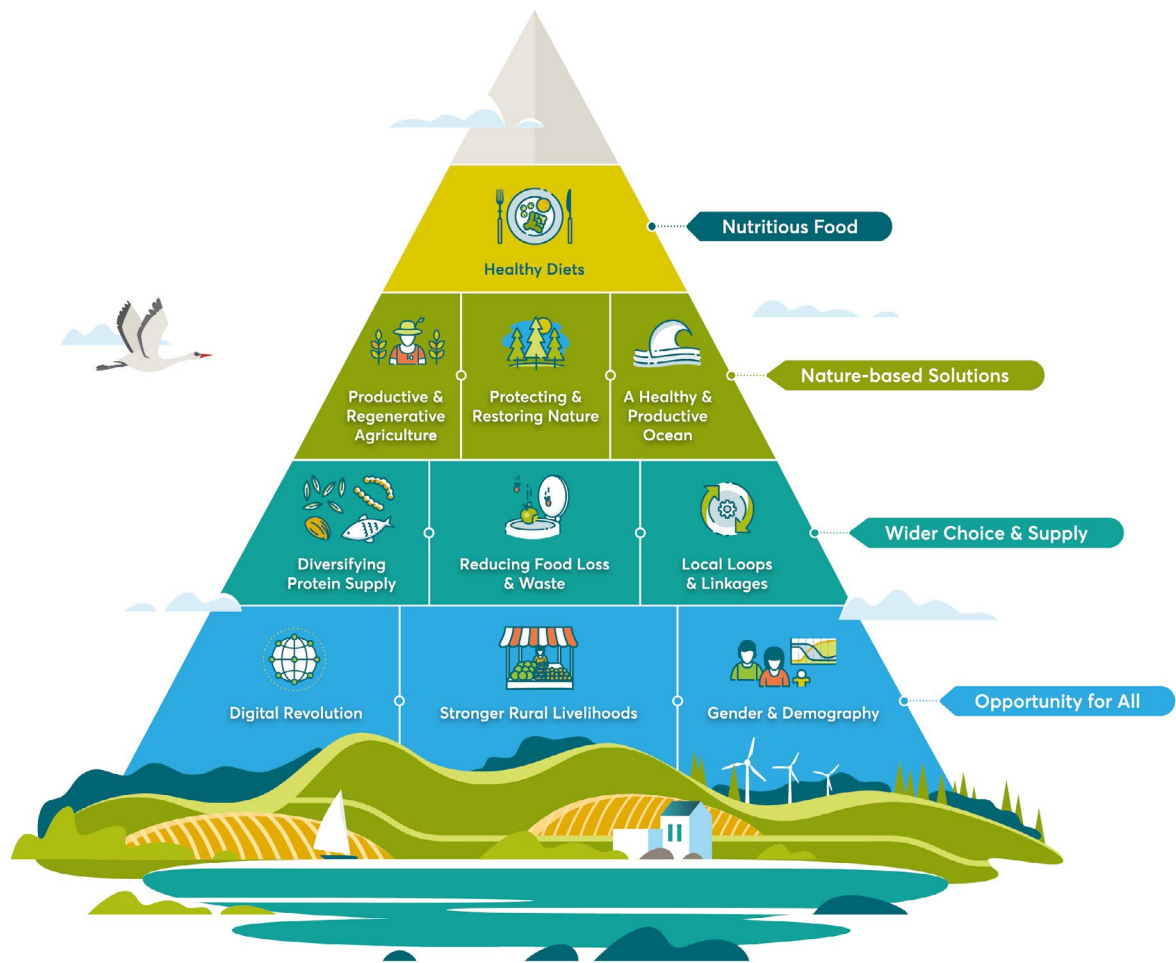 Nutritious Food
Healthy Diets
Nature-based Solutions
Productive &
Regenerative
Agriculture
Protecting &
Restoring Nature
A Healthy &
Productive
Ocean
Wider Choice & Supply
Diversifying
Protein Supply
Reducing Food Loss
& Waste
Local Loops
& Linkages
Opportunity for All
Digital Revolution
Stronger Rural Livelihoods
Gender & Demography